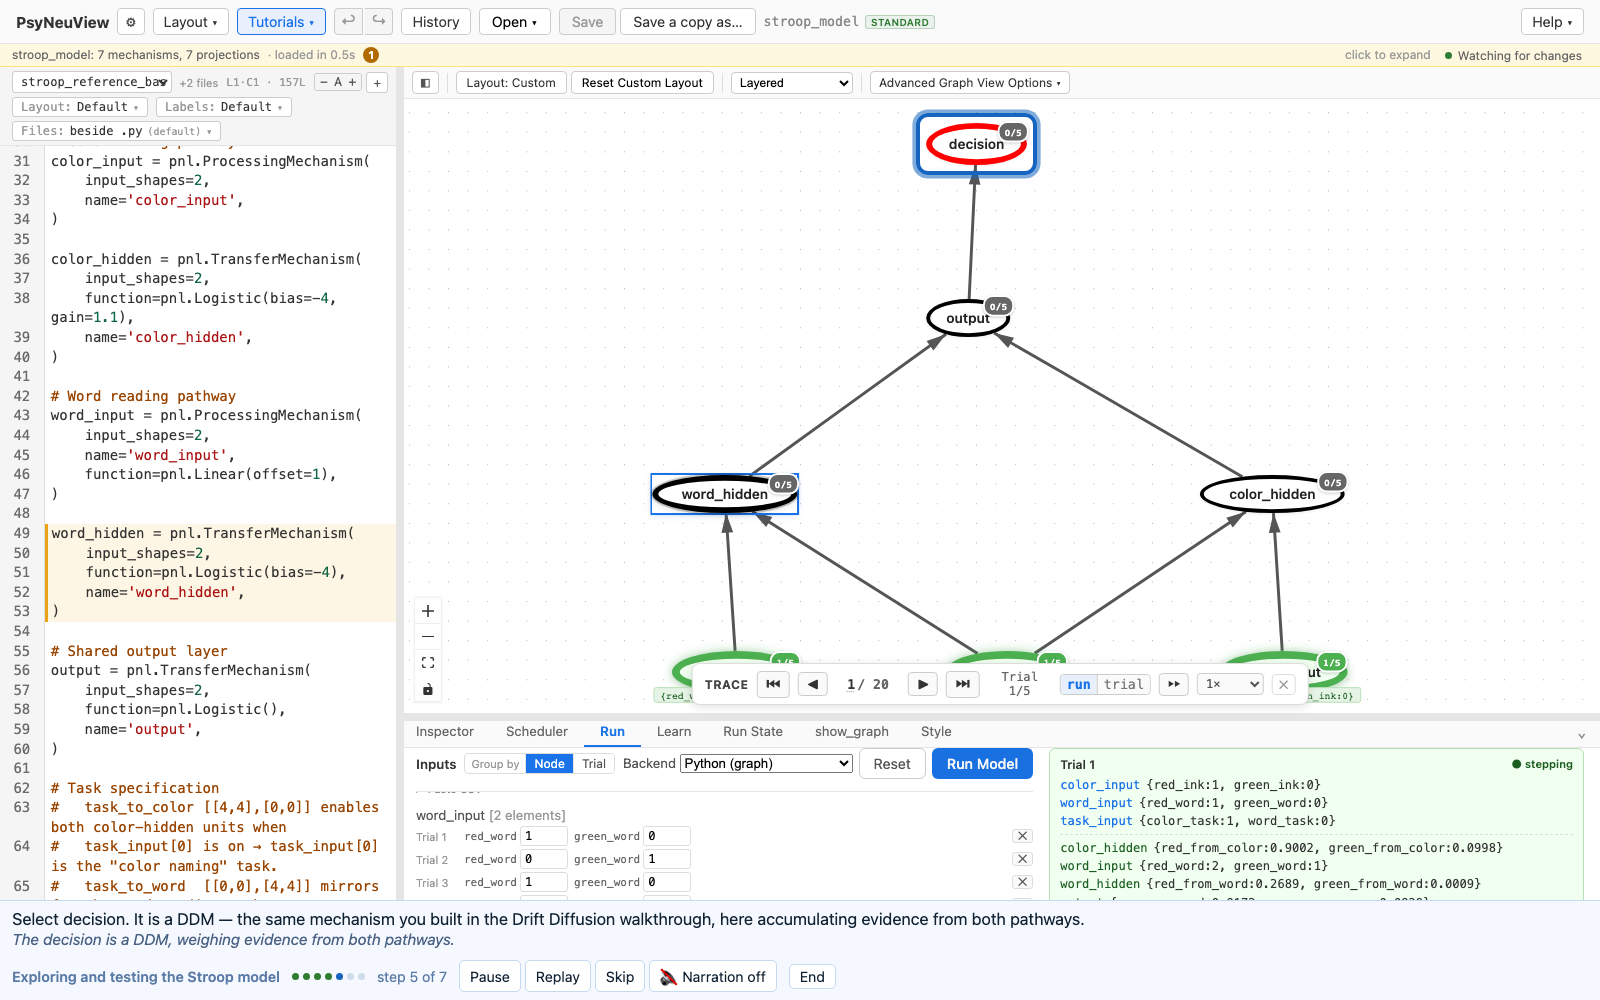 PsyNeuView Layout Tutorials History Open Save Save a copy as... stroop_model STANDARD Help
stroop_model: 7 mechanisms, 7 projections · loaded in 0.5s 1 click to expand Watching for changes
+2 files L1·C1 · 157L − A + +
Layout: Default Labels: Default
Files: beside .py (default)
Layout: Custom Reset Custom Layout Layered Advanced Graph View Options
31 color_input = pnl.ProcessingMechanism(
32 input_shapes=2,
33 name='color_input',
34 )
35
36 color_hidden = pnl.TransferMechanism(
37 input_shapes=2,
38 function=pnl.Logistic(bias=−4,
gain=1.1),
39 name='color_hidden',
40 )
41
42 # Word reading pathway
43 word_input = pnl.ProcessingMechanism(
44 input_shapes=2,
45 name='word_input',
46 function=pnl.Linear(offset=1),
47 )
48
49 word_hidden = pnl.TransferMechanism(
50 input_shapes=2,
51 function=pnl.Logistic(bias=−4),
52 name='word_hidden',
53 )
54
55 # Shared output layer
56 output = pnl.TransferMechanism(
57 input_shapes=2,
58 function=pnl.Logistic(),
59 name='output',
60 )
61
62 # Task specification
63 # task_to_color [[4,4],[0,0]] enables
both color-hidden units when
64 # task_input[0] is on → task_input[0]
is the "color naming" task.
65 # task_to_word [[0,0],[4,4]] mirrors
decision 0/5
output 0/5
word_hidden 0/5
color_hidden 0/5
1/5
TRACE 1 / 20 Trial 1/5 run trial 1×
Inspector Scheduler Run Learn Run State show_graph Style
Inputs Group by Node Trial Backend Python (graph) Reset Run Model
word_input [2 elements]
Trial 1 red_word 1 green_word 0
Trial 2 red_word 0 green_word 1
Trial 3 red_word 1 green_word 0
Trial 1 stepping
color_input {red_ink:1, green_ink:0}
word_input {red_word:1, green_word:0}
task_input {color_task:1, word_task:0}
color_hidden {red_from_color:0.9002, green_from_color:0.0998}
word_input {red_word:2, green_word:1}
word_hidden {red_from_word:0.2689, green_from_word:0.0009}
Select decision. It is a DDM — the same mechanism you built in the Drift Diffusion walkthrough, here accumulating evidence from both pathways.
The decision is a DDM, weighing evidence from both pathways.
Exploring and testing the Stroop model step 5 of 7 Pause Replay Skip Narration off End